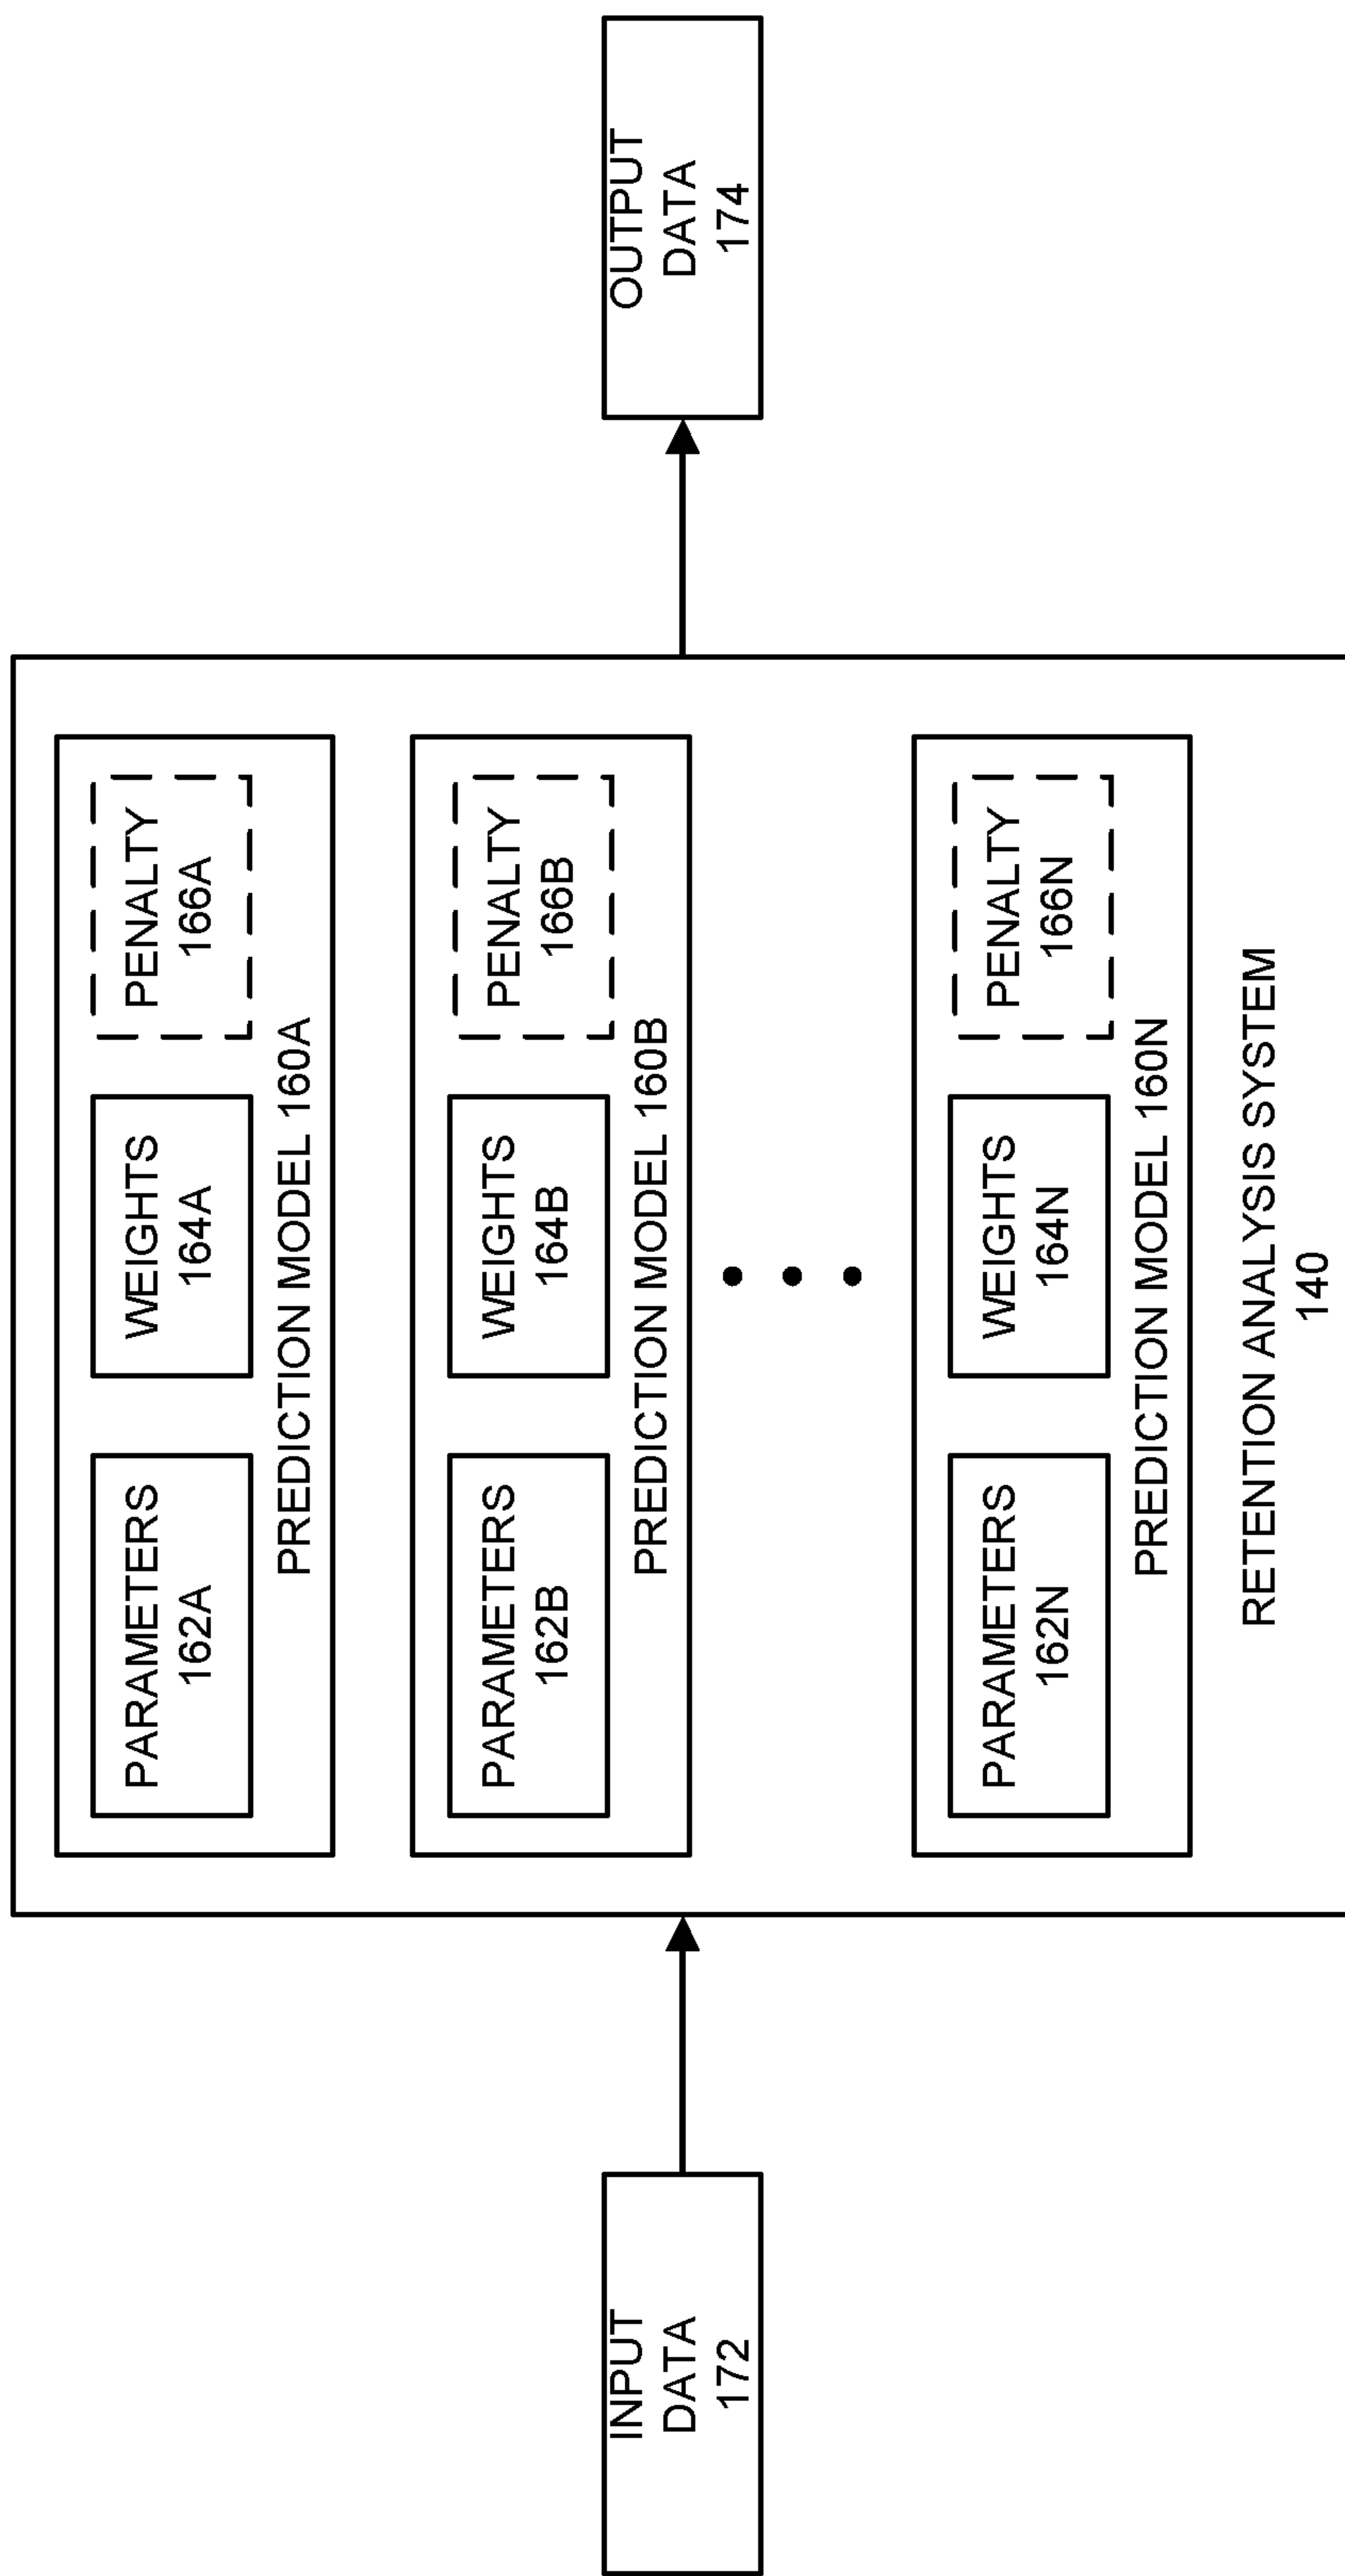 INPUT
DATA
172
PARAMETERS
162A
WEIGHTS
164A
PENALTY
166A
PREDICTION MODEL 160A
PARAMETERS
162B
WEIGHTS
164B
PENALTY
166B
PREDICTION MODEL 160B
PARAMETERS
162N
WEIGHTS
164N
PENALTY
166N
PREDICTION MODEL 160N
RETENTION ANALYSIS SYSTEM
140
OUTPUT
DATA
174